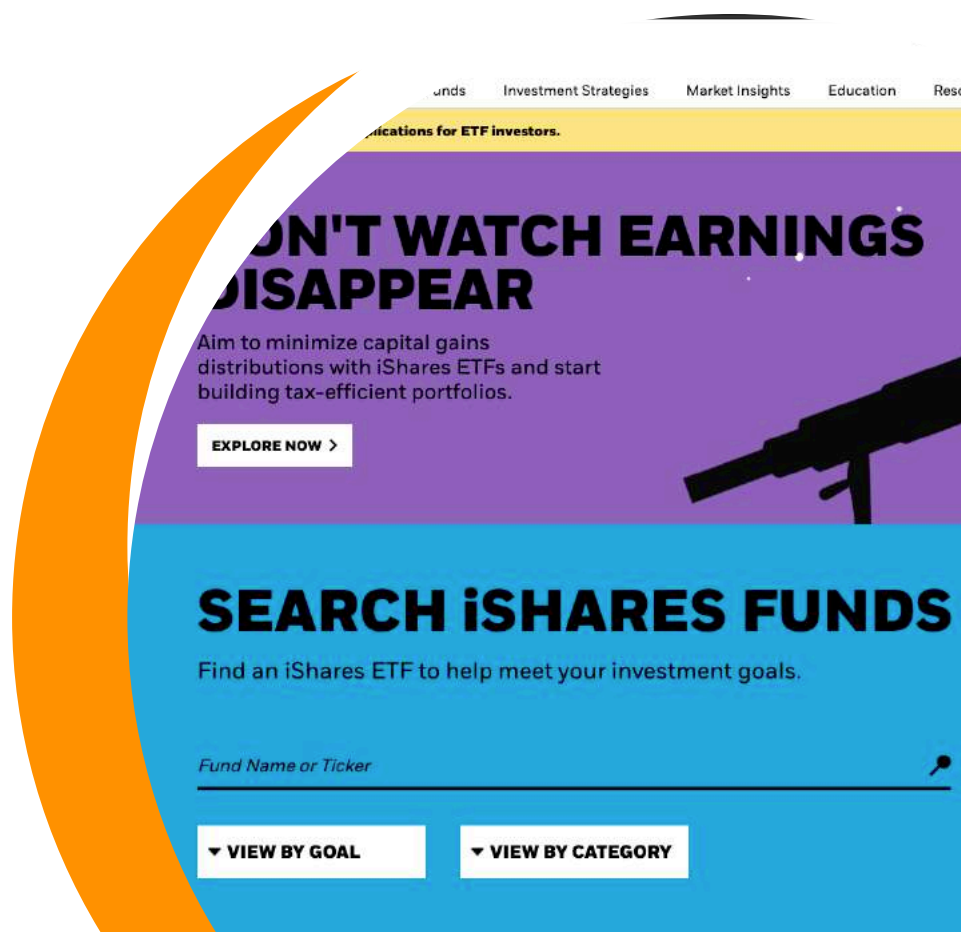 Investment Strategies Market Insights Education
for ETF investors.
WATCH EARNINGS
DISAPPEAR
Aim to minimize capital gains
distributions with iShares ETFs and start
building tax-efficient portfolios.
EXPLORE NOW >
SEARCH iSHARES FUNDS
Find an iShares ETF to help meet your investment goals.
Fund Name or Ticker
VIEW BY GOAL
VIEW BY CATEGORY